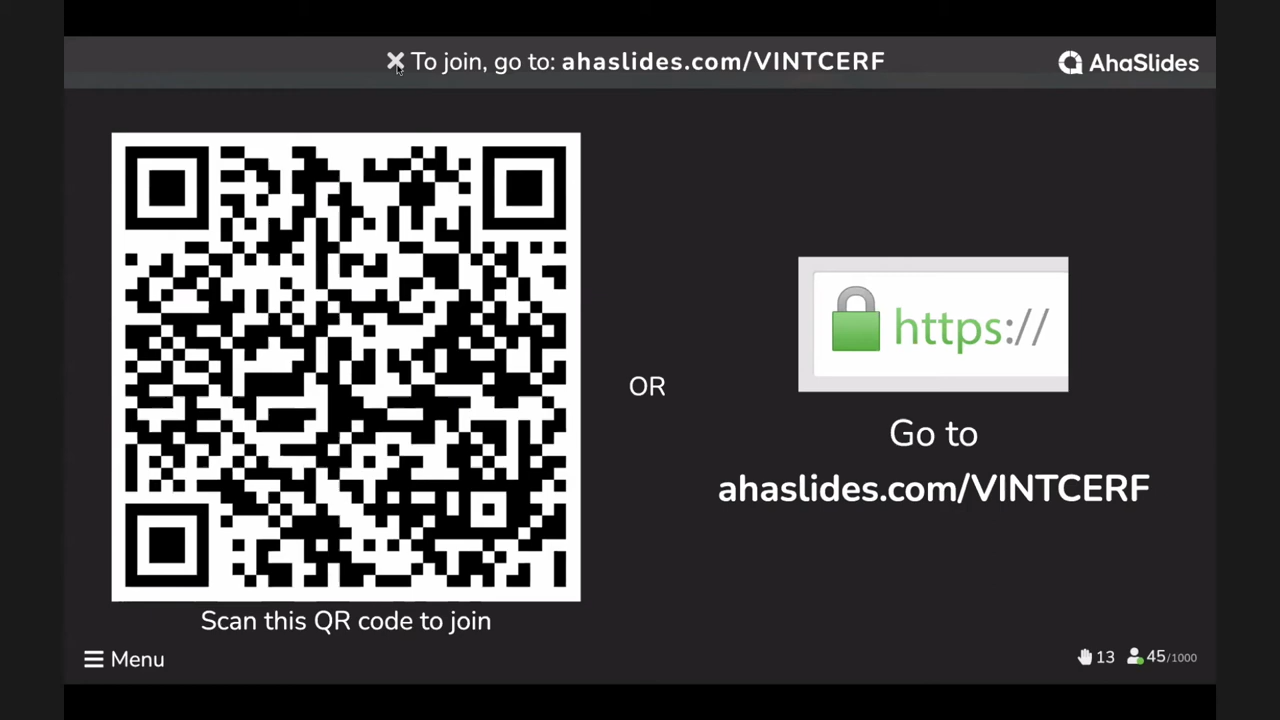 To join, go to: ahaslides.com/VINTCERF
AhaSlides
https://
OR
Go to
ahaslides.com/VINTCERF
Scan this QR code to join
Menu
13 45/1000